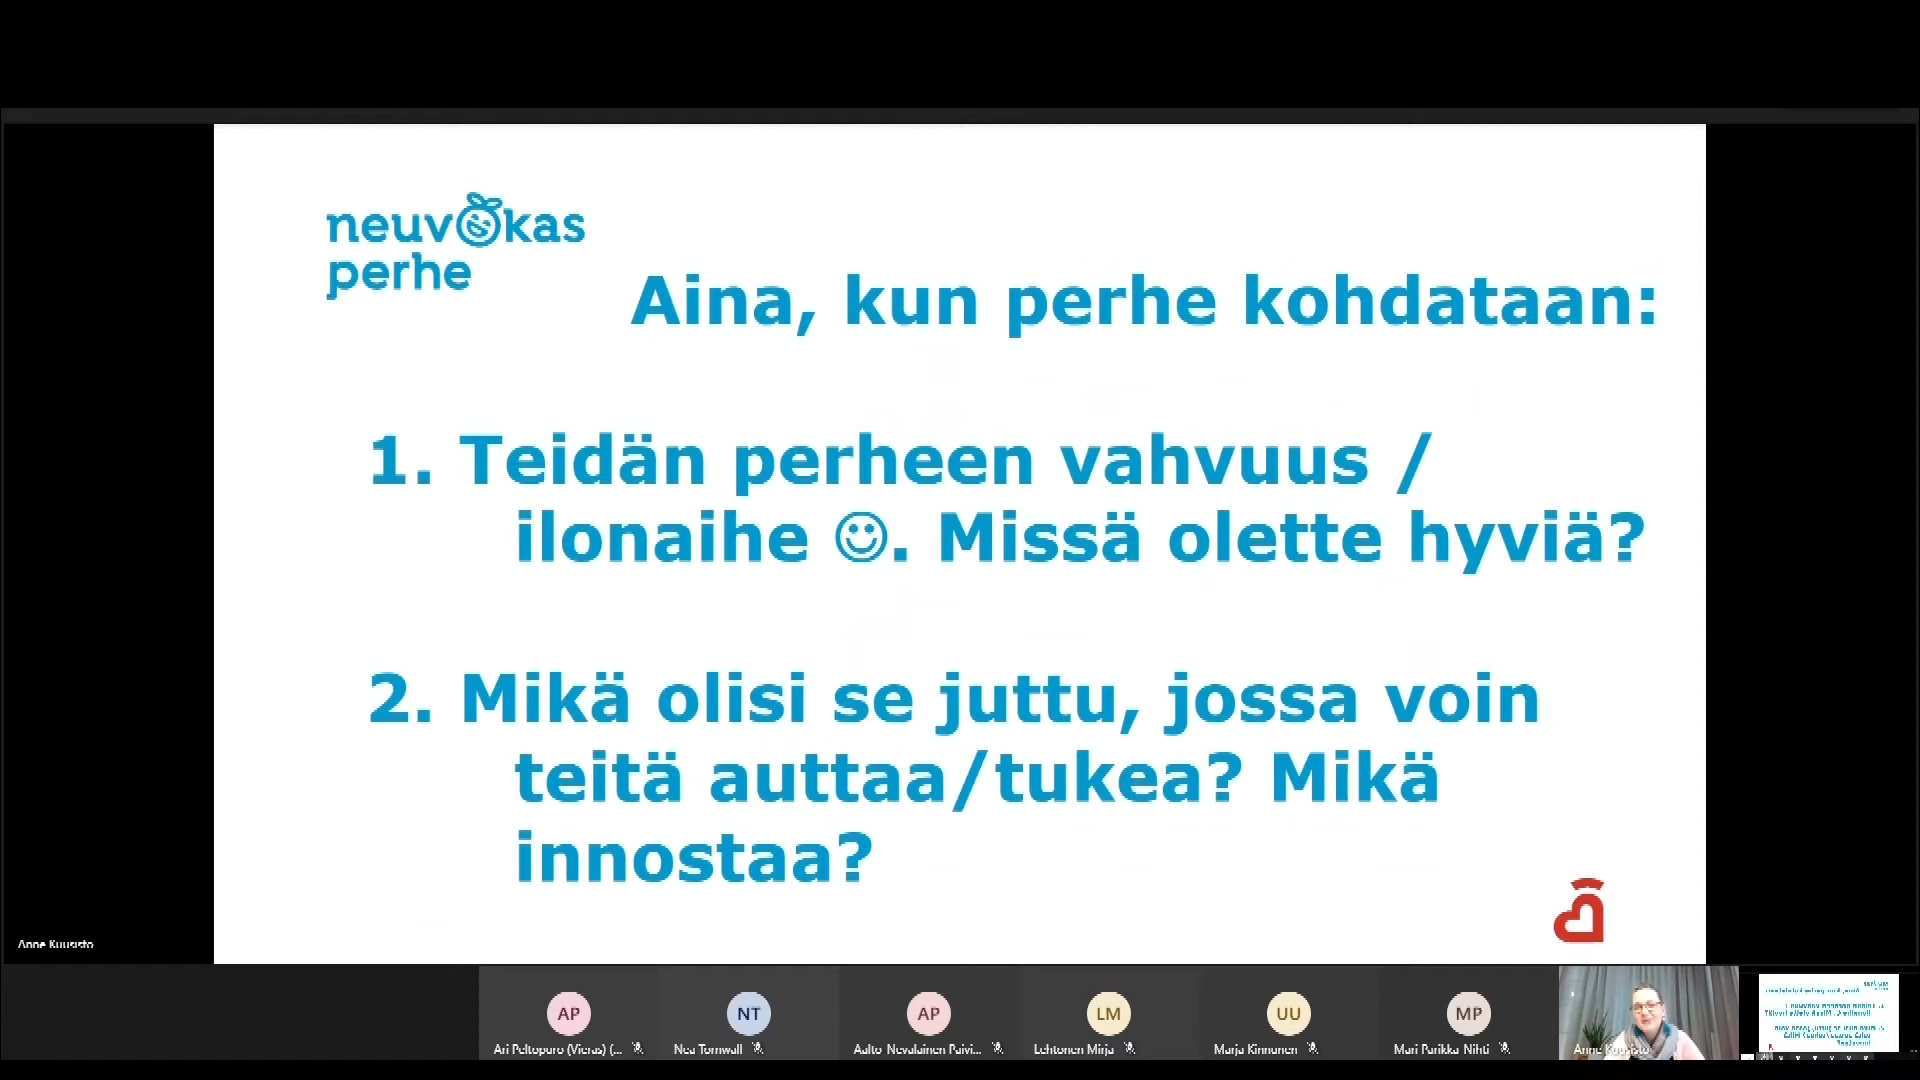 neuvokas
perhe
Aina, kun perhe kohdataan:
1. Teidän perheen vahvuus /
ilonaihe ☺. Missä olette hyviä?
2. Mikä olisi se juttu, jossa voin
teitä auttaa/tukea? Mikä
innostaa?
Anne Kuusisto
AP
NT
AP
LM
UU
MP
Ari Peltopuro (Vieras) (...
Nea Tornwall
Aalto-Nevalainen Paivi...
Lehtonen Mirja
Marja Kinnunen
Mari Parikka-Nihti
Anne Kuusisto